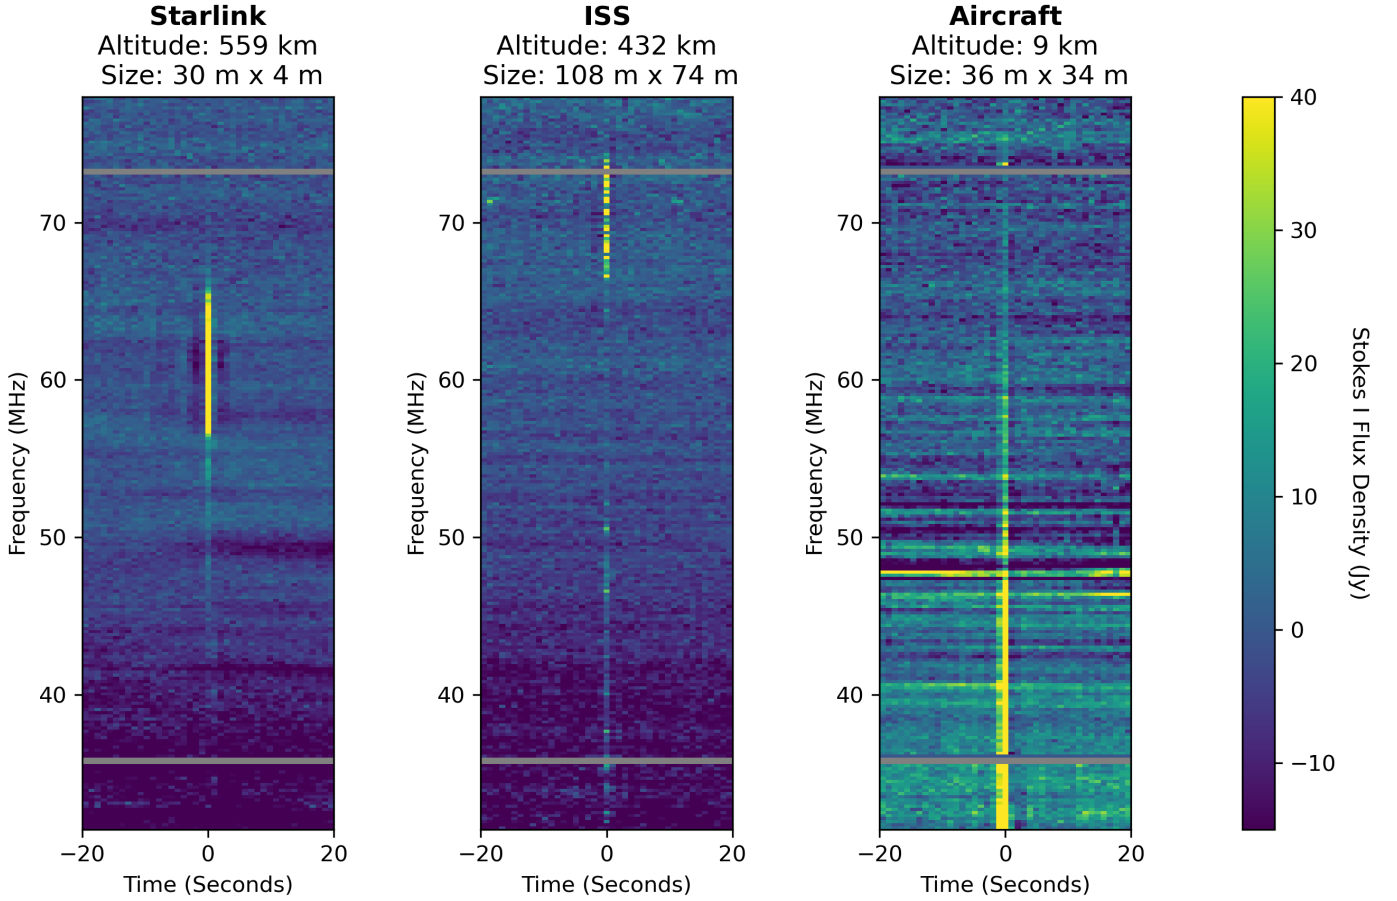 Starlink
Altitude: 559 km
Size: 30 m x 4 m
ISS
Altitude: 432 km
Size: 108 m x 74 m
Aircraft
Altitude: 9 km
Size: 36 m x 34 m
Frequency (MHz)
70
60
50
40
−20
0
20
Time (Seconds)
Frequency (MHz)
70
60
50
40
−20
0
20
Time (Seconds)
Frequency (MHz)
70
60
50
40
−20
0
20
Time (Seconds)
40
30
20
10
0
−10
Stokes I Flux Density (Jy)